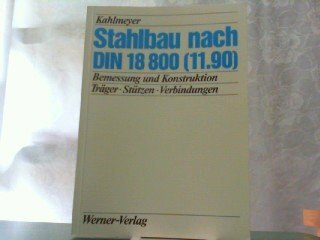 Kahlmeyer
Stahlbau nach
DIN 18 800 (11.90)
Bemessung und Konstruktion
Träger · Stützen · Verbindungen
Werner-Verlag